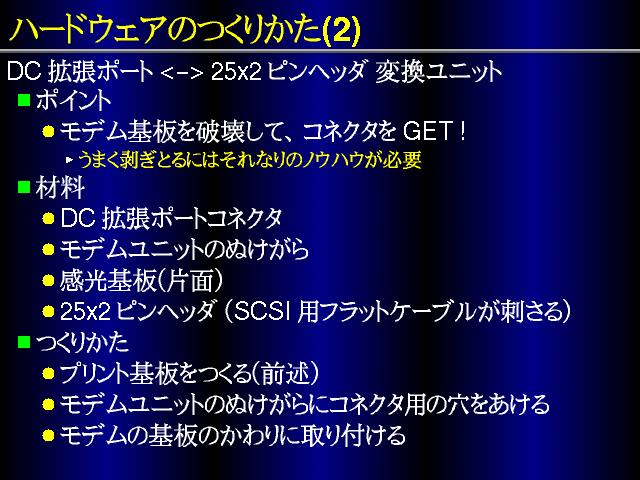 ハードウェアのつくりかた(2)
DC 拡張ポート <-> 25x2 ピンヘッダ 変換ユニット
ポイント
モデム基板を破壊して、コネクタを GET !
うまく剥ぎとるにはそれなりのノウハウが必要
材料
DC 拡張ポートコネクタ
モデムユニットのぬけがら
感光基板(片面)
25x2 ピンヘッダ (SCSI 用フラットケーブルが刺さる)
つくりかた
プリント基板をつくる(前述)
モデムユニットのぬけがらにコネクタ用の穴をあける
モデムの基板のかわりに取り付ける